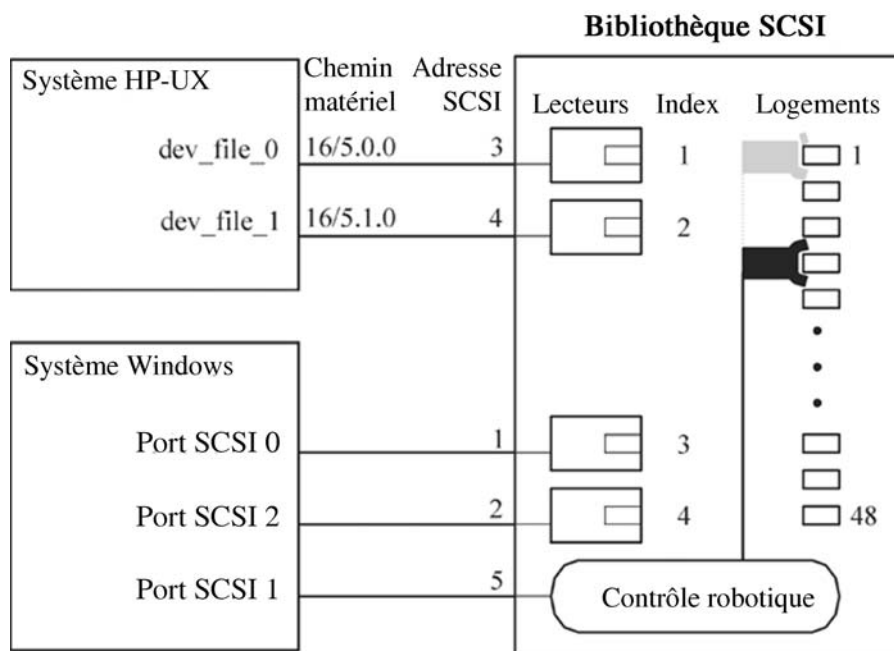 Bibliothèque SCSI
Système HP-UX
Chemin matériel
Adresse SCSI
Lecteurs Index Logements
dev_file_0 16/5.0.0 3 1 1
dev_file_1 16/5.1.0 4 2
Système Windows
Port SCSI 0 1 3
Port SCSI 2 2 4 48
Port SCSI 1 5 Contrôle robotique